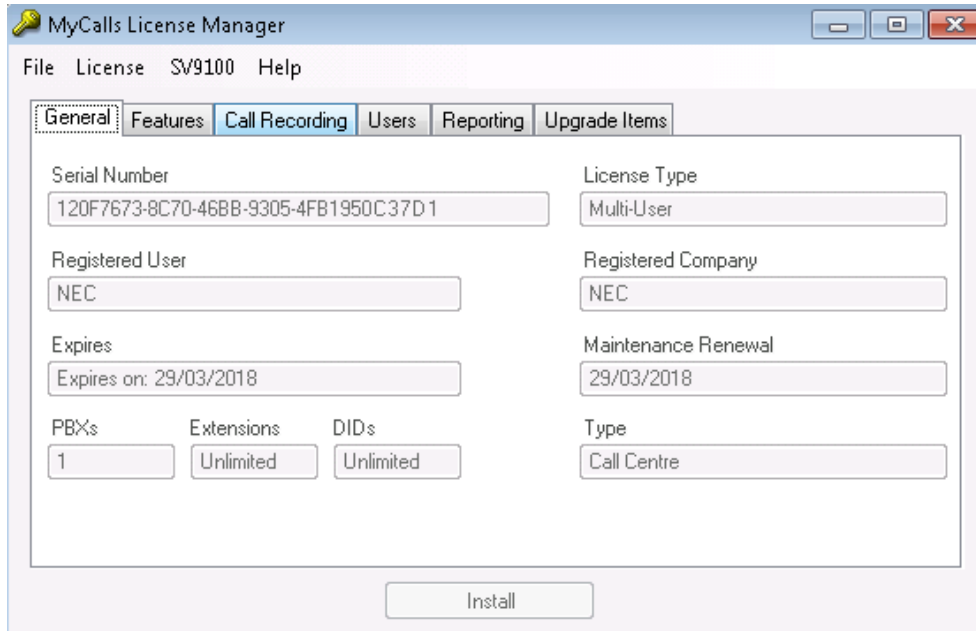 MyCalls License Manager
File License SV9100 Help
General Features Call Recording Users Reporting Upgrade Items
Serial Number License Type
120F7673-8C70-46BB-9305-4FB1950C37D1 Multi-User
Registered User Registered Company
NEC NEC
Expires Maintenance Renewal
Expires on: 29/03/2018 29/03/2018
PBXs Extensions DIDs Type
1 Unlimited Unlimited Call Centre
Install